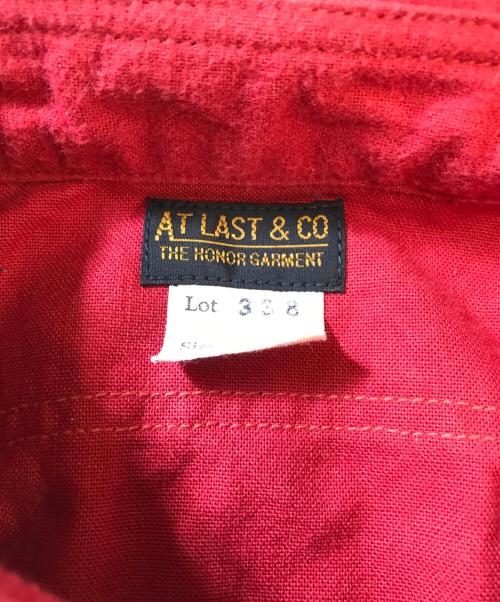 AT LAST & CO
THE HONOR GARMENT
Lot 338